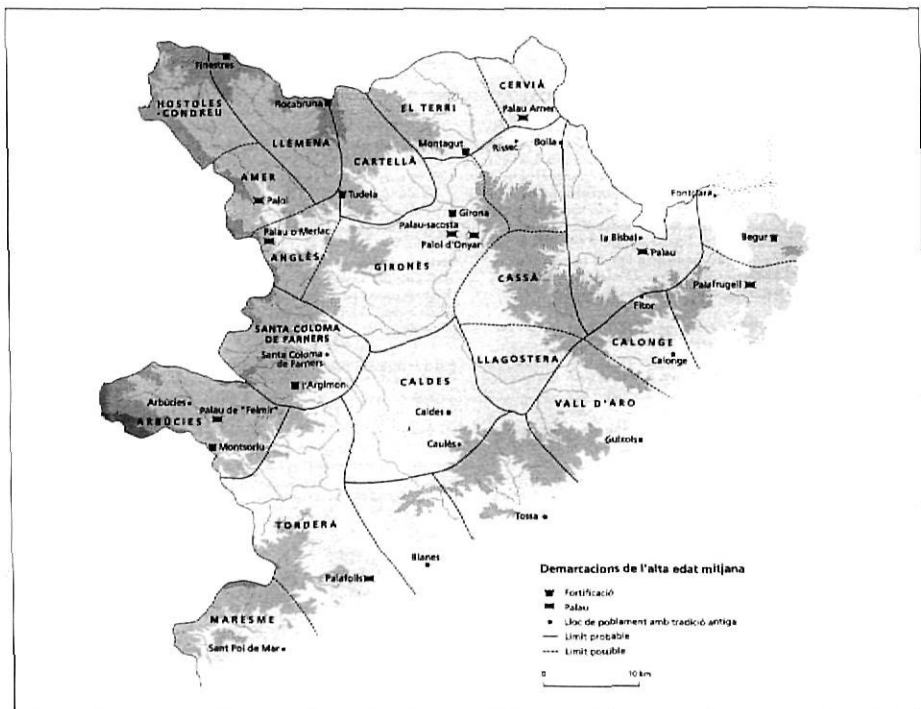 Finestres
CERVIÀ
HOSTOLES
-CONDREU
Rocabruna
EL TERRI
Palau Amer
LLÉMENA
Montagut
Rissec
Bolla
CARTELLÀ
AMER
Tudela
Fontclara
Palol
Girona
Palau-sacosta
Palau o'Merlac
Palol d'Onyar
la Bisbal
Begur
Palau
ANGLÈS
GIRONÈS
CASSÀ
Palafrugell
Fitor
SANTA COLOMA
DE FARNERS
CALONGE
Santa Coloma
de Farners
LLAGOSTERA
Calonge
l'Argimon
CALDES
Arbúcies
VALL D'ARO
Palau de "Felmir"
Caldes
ARBÚCIES
Guíxols
Montsoriu
Caulès
Tossa
TORDERA
Blanes
Palafolls
MARESME
Sant Pol de Mar
Demarcacions de l'alta edat mitjana
Fortificació
Palau
Lloc de poblament amb tradició antiga
Límit probable
Límit possible
0 10 km